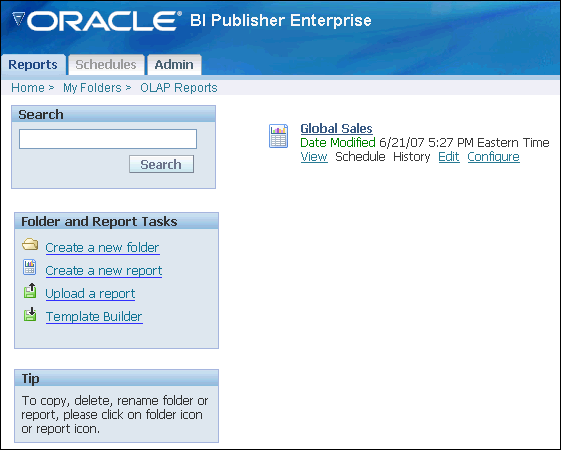 ORACLE BI Publisher Enterprise
Reports Schedules Admin
Home > My Folders > OLAP Reports
Search
Search
Global Sales
Date Modified 6/21/07 5:27 PM Eastern Time
View Schedule History Edit Configure
Folder and Report Tasks
Create a new folder
Create a new report
Upload a report
Template Builder
Tip
To copy, delete, rename folder or
report, please click on folder icon
or report icon.